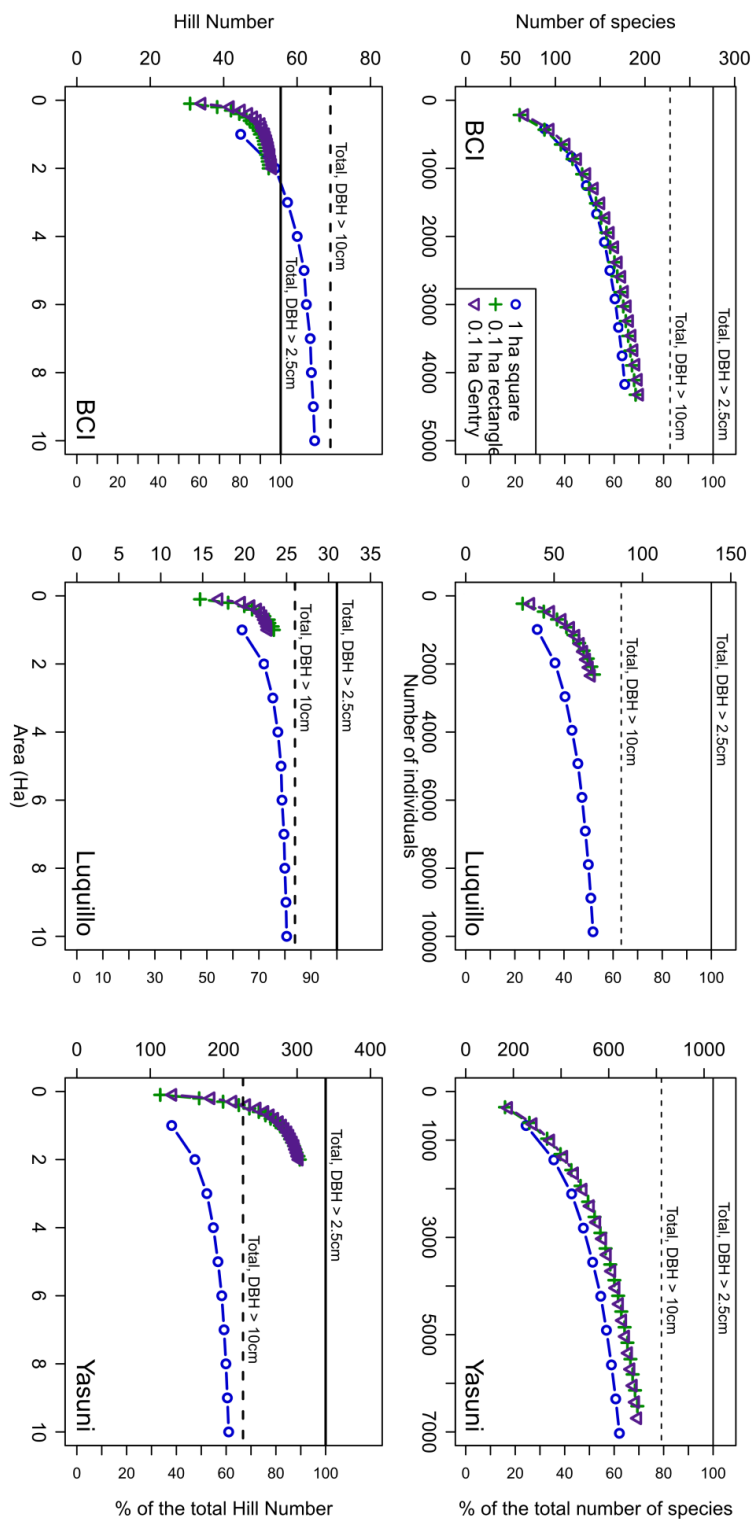 Number of species
0 50 100 200 300
Total, DBH > 2.5cm
Total, DBH > 10cm
1 ha square
0.1 ha rectangle
0.1 ha Gentry
BCI
0 20 40 60 80 100
0 1000 2000 3000 4000 5000
0 50 100 150
Total, DBH > 2.5cm
Total, DBH > 10cm
Luquillo
0 20 40 60 80 100
0 2000 4000 6000 8000 10000
Number of individuals
0 200 600 1000
Total, DBH > 2.5cm
Total, DBH > 10cm
Yasuni
0 20 40 60 80 100
0 1000 3000 5000 7000
% of the total number of species
Hill Number
0 20 40 60 80
Total, DBH > 10cm
Total, DBH > 2.5cm
BCI
0 20 40 60 80 100
0 2 4 6 8 10
0 5 10 15 20 25 30 35
Total, DBH > 2.5cm
Total, DBH > 10cm
Luquillo
0 10 30 50 70 90
0 2 4 6 8 10
Area (Ha)
0 100 200 300 400
Total, DBH > 2.5cm
Total, DBH > 10cm
Yasuni
0 20 40 60 80 100
0 2 4 6 8 10
% of the total Hill Number